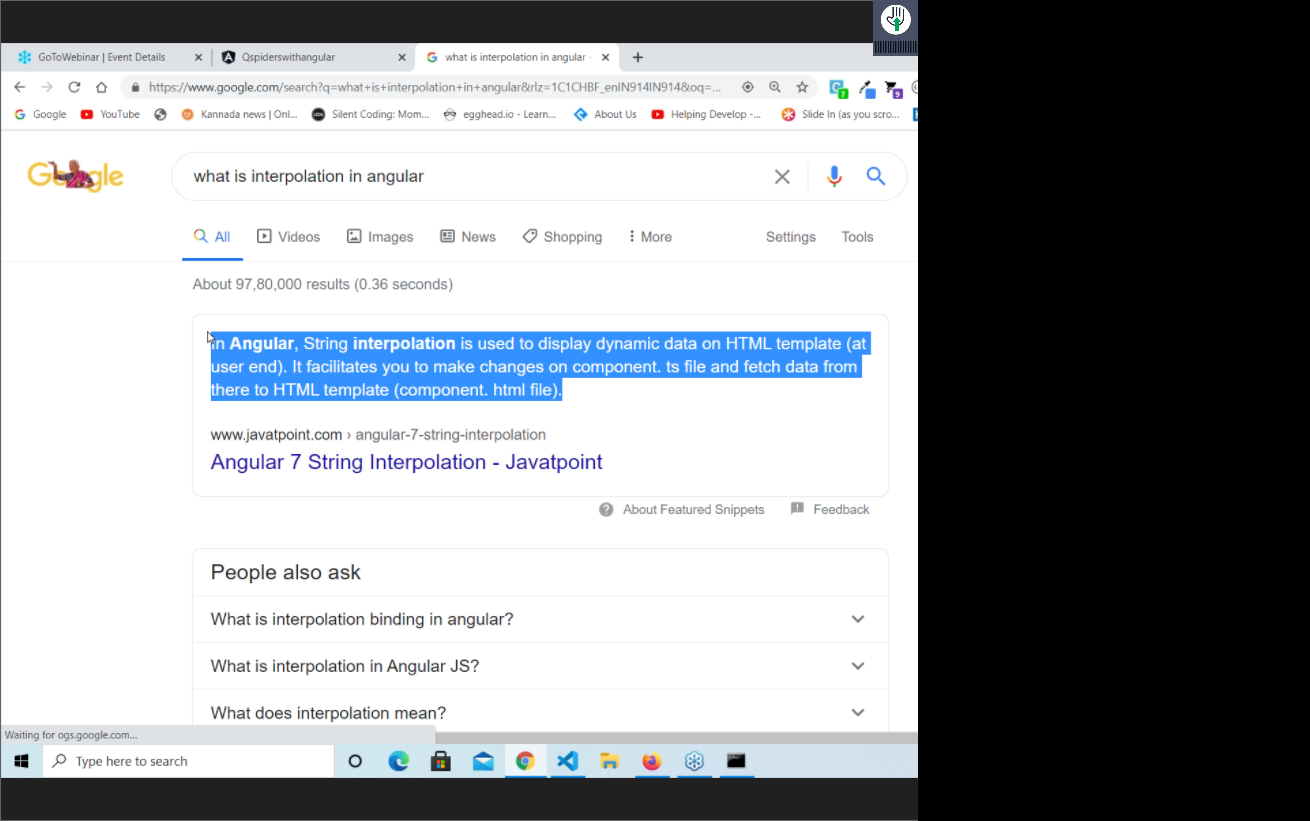 GoToWebinar | Event Details
Qspiderswithangular
what is interpolation in angular -
https://www.google.com/search?q=what+is+interpolation+in+angular&rlz=1C1CHBF_enIN914IN914&oq=...
7
9
Google
YouTube
Kannada news | Onl...
Silent Coding: Mom...
egghead.io - Learn...
About Us
Helping Develop -...
Slide In (as you scro...
what is interpolation in angular
All
Videos
Images
News
Shopping
More
Settings
Tools
About 97,80,000 results (0.36 seconds)
In Angular, String interpolation is used to display dynamic data on HTML template (at
user end). It facilitates you to make changes on component. ts file and fetch data from
there to HTML template (component. html file).
www.javatpoint.com › angular-7-string-interpolation
Angular 7 String Interpolation - Javatpoint
About Featured Snippets
Feedback
People also ask
What is interpolation binding in angular?
What is interpolation in Angular JS?
What does interpolation mean?
Waiting for ogs.google.com...
Type here to search